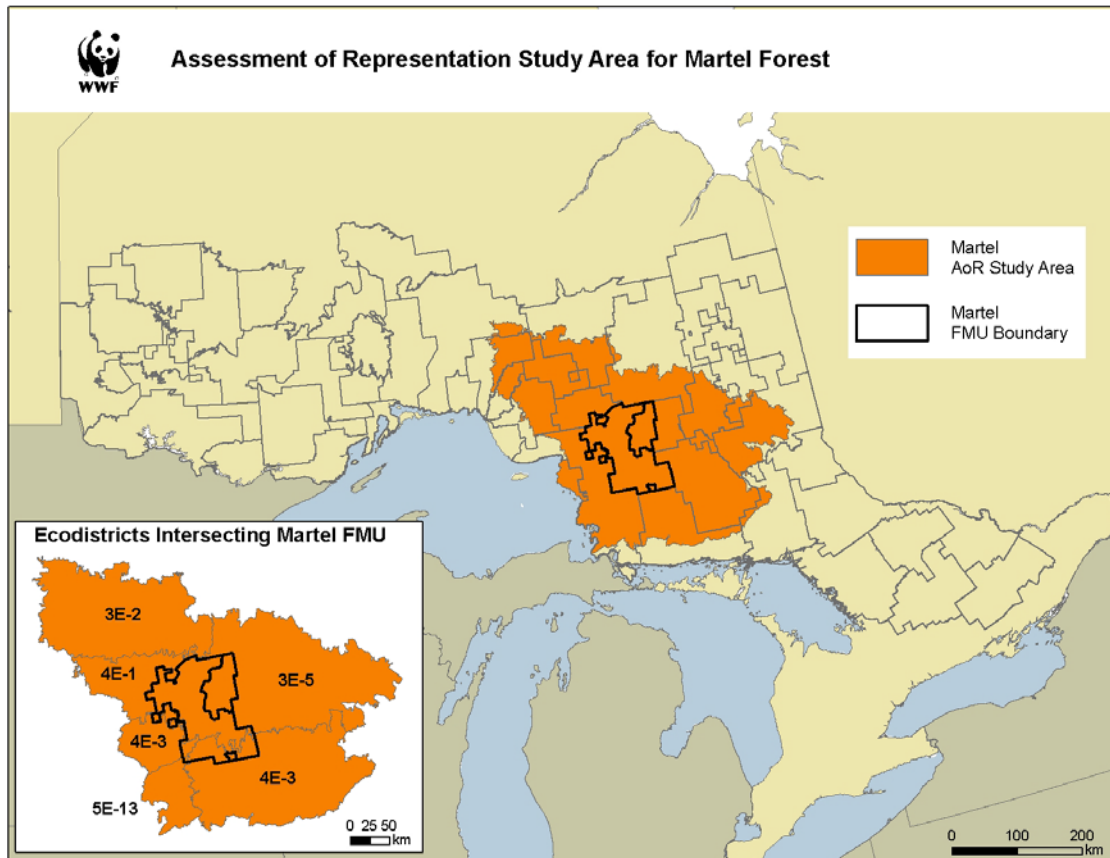 WWF
Assessment of Representation Study Area for Martel Forest
Martel
AoR Study Area
Martel
FMU Boundary
Ecodistricts Intersecting Martel FMU
3E-2
4E-1
3E-5
4E-3
4E-3
5E-13
0 25 50
km
0 100 200
km